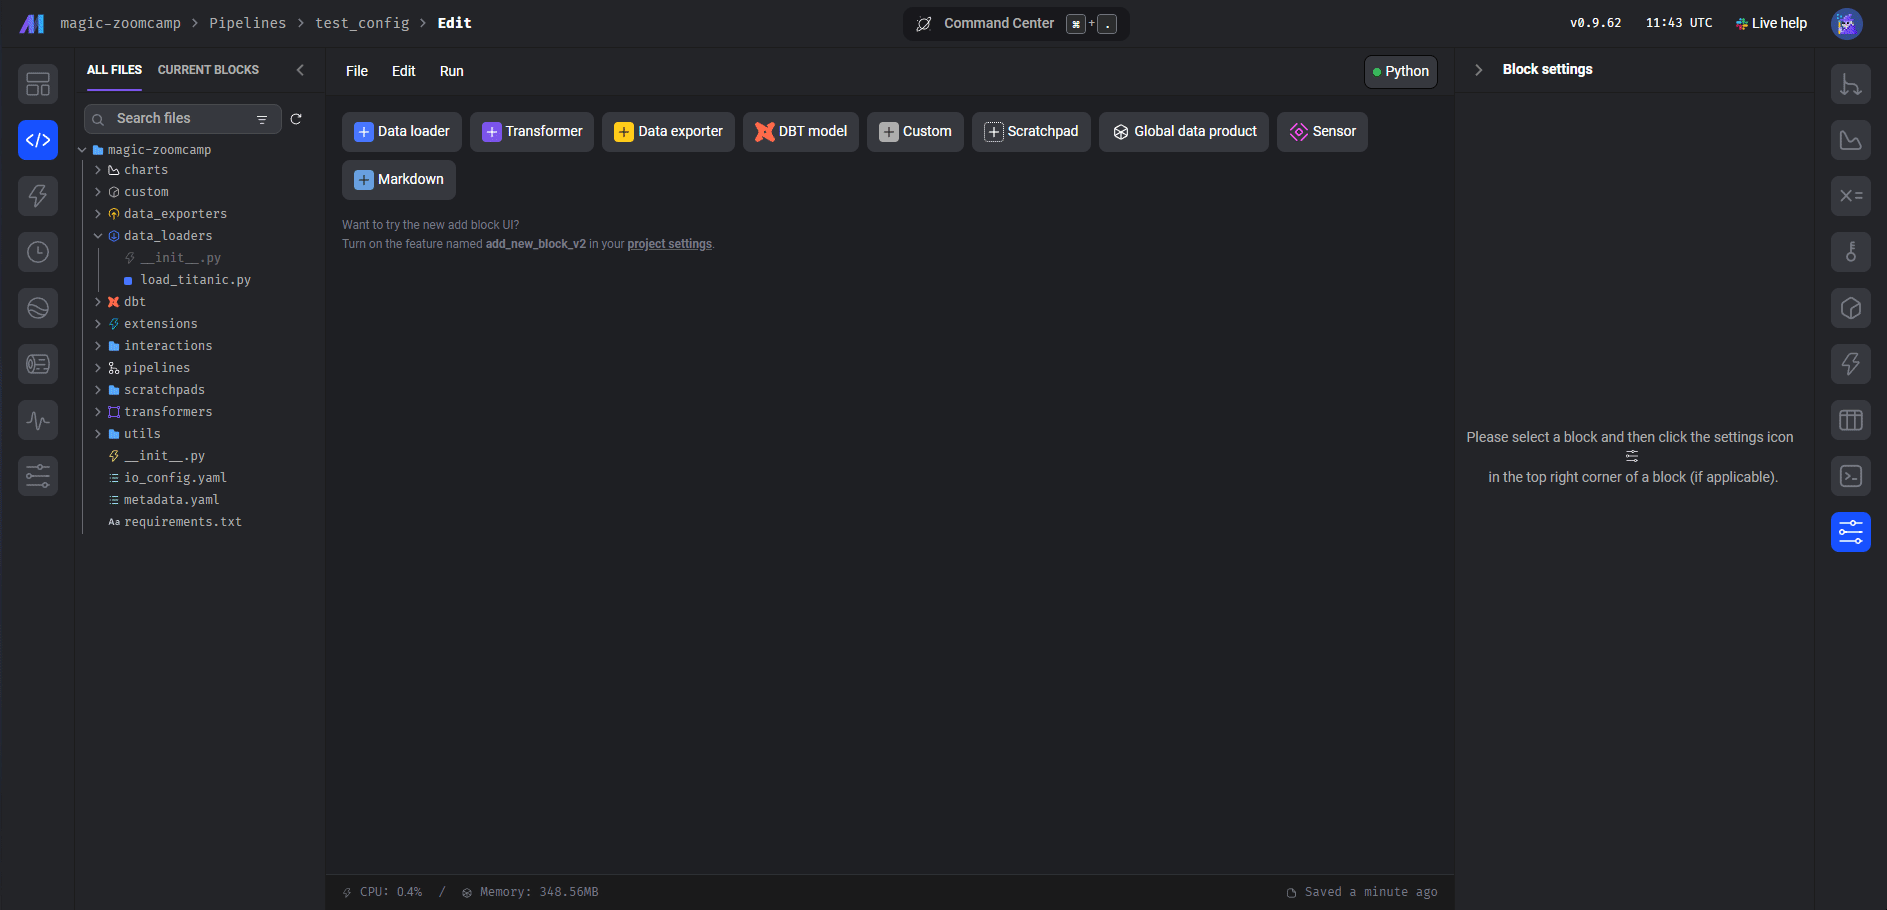 magic-zoomcamp > Pipelines > test_config > Edit
Command Center ⌘ + .
v0.9.62
11:43 UTC
Live help
ALL FILES
CURRENT BLOCKS
Search files
magic-zoomcamp
charts
custom
data_exporters
data_loaders
__init__.py
load_titanic.py
dbt
extensions
interactions
pipelines
scratchpads
transformers
utils
__init__.py
io_config.yaml
metadata.yaml
Aa requirements.txt
File
Edit
Run
Python
Data loader
Transformer
Data exporter
DBT model
Custom
Scratchpad
Global data product
Sensor
Markdown
Want to try the new add block UI?
Turn on the feature named add_new_block_v2 in your project settings.
Block settings
Please select a block and then click the settings icon
in the top right corner of a block (if applicable).
CPU: 0.4% / Memory: 348.56MB
Saved a minute ago